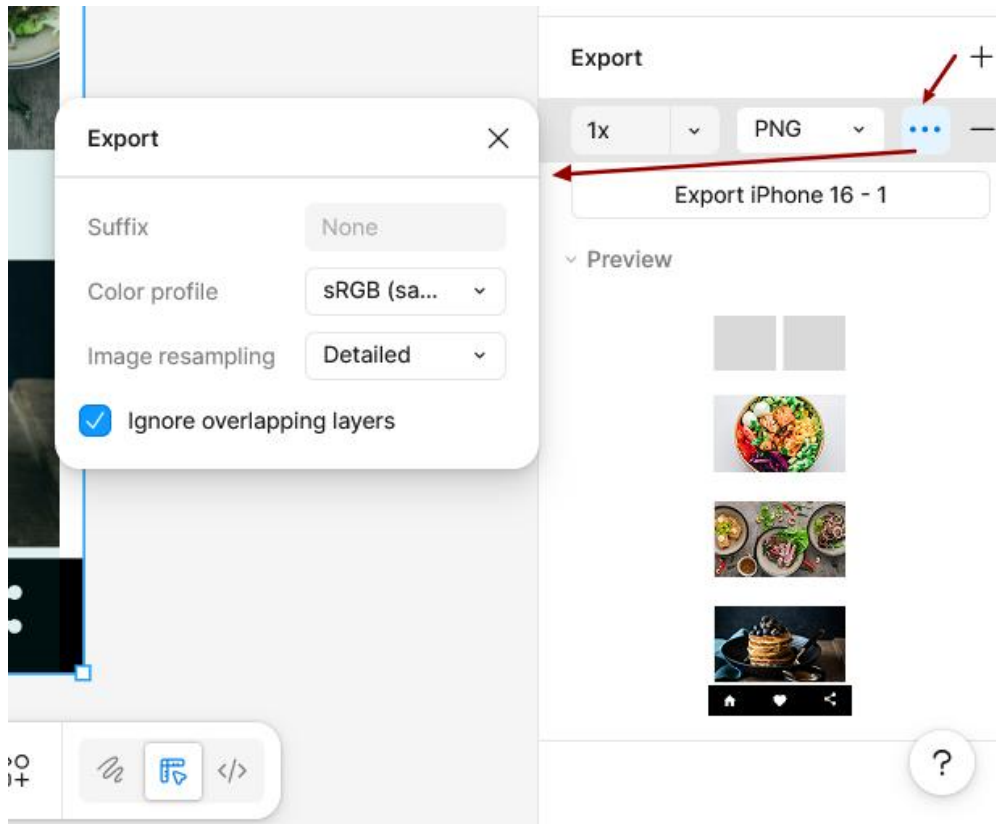 Export
1x
PNG
Export iPhone 16 - 1
Preview
Export
Suffix
None
Color profile
sRGB (sa...
Image resampling
Detailed
Ignore overlapping layers
?